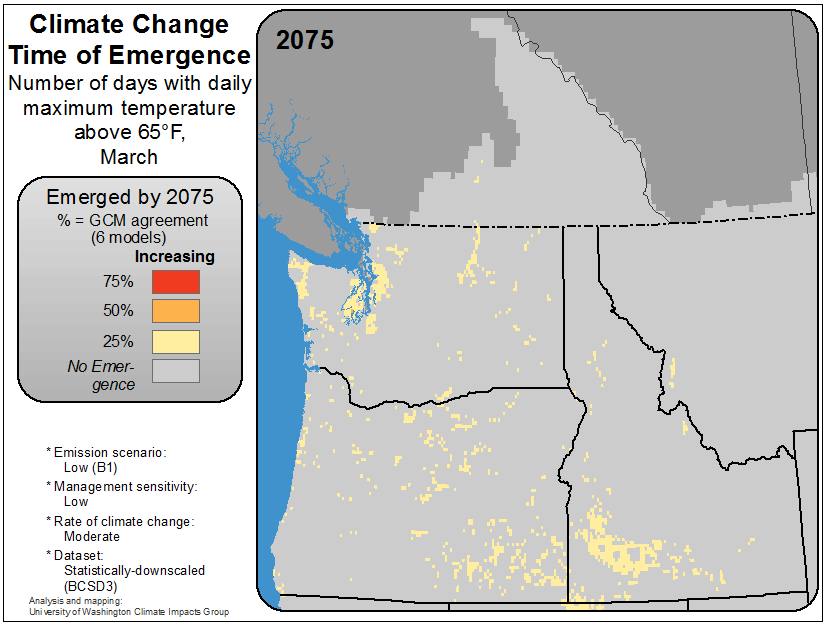 Climate Change
Time of Emergence
Number of days with daily
maximum temperature
above 65°F,
March
2075
Emerged by 2075
% = GCM agreement
(6 models)
Increasing
75%
50%
25%
No Emer-
gence
* Emission scenario:
Low (B1)
* Management sensitivity:
Low
* Rate of climate change:
Moderate
* Dataset:
Statistically-downscaled
(BCSD3)
Analysis and mapping:
University of Washington Climate Impacts Group